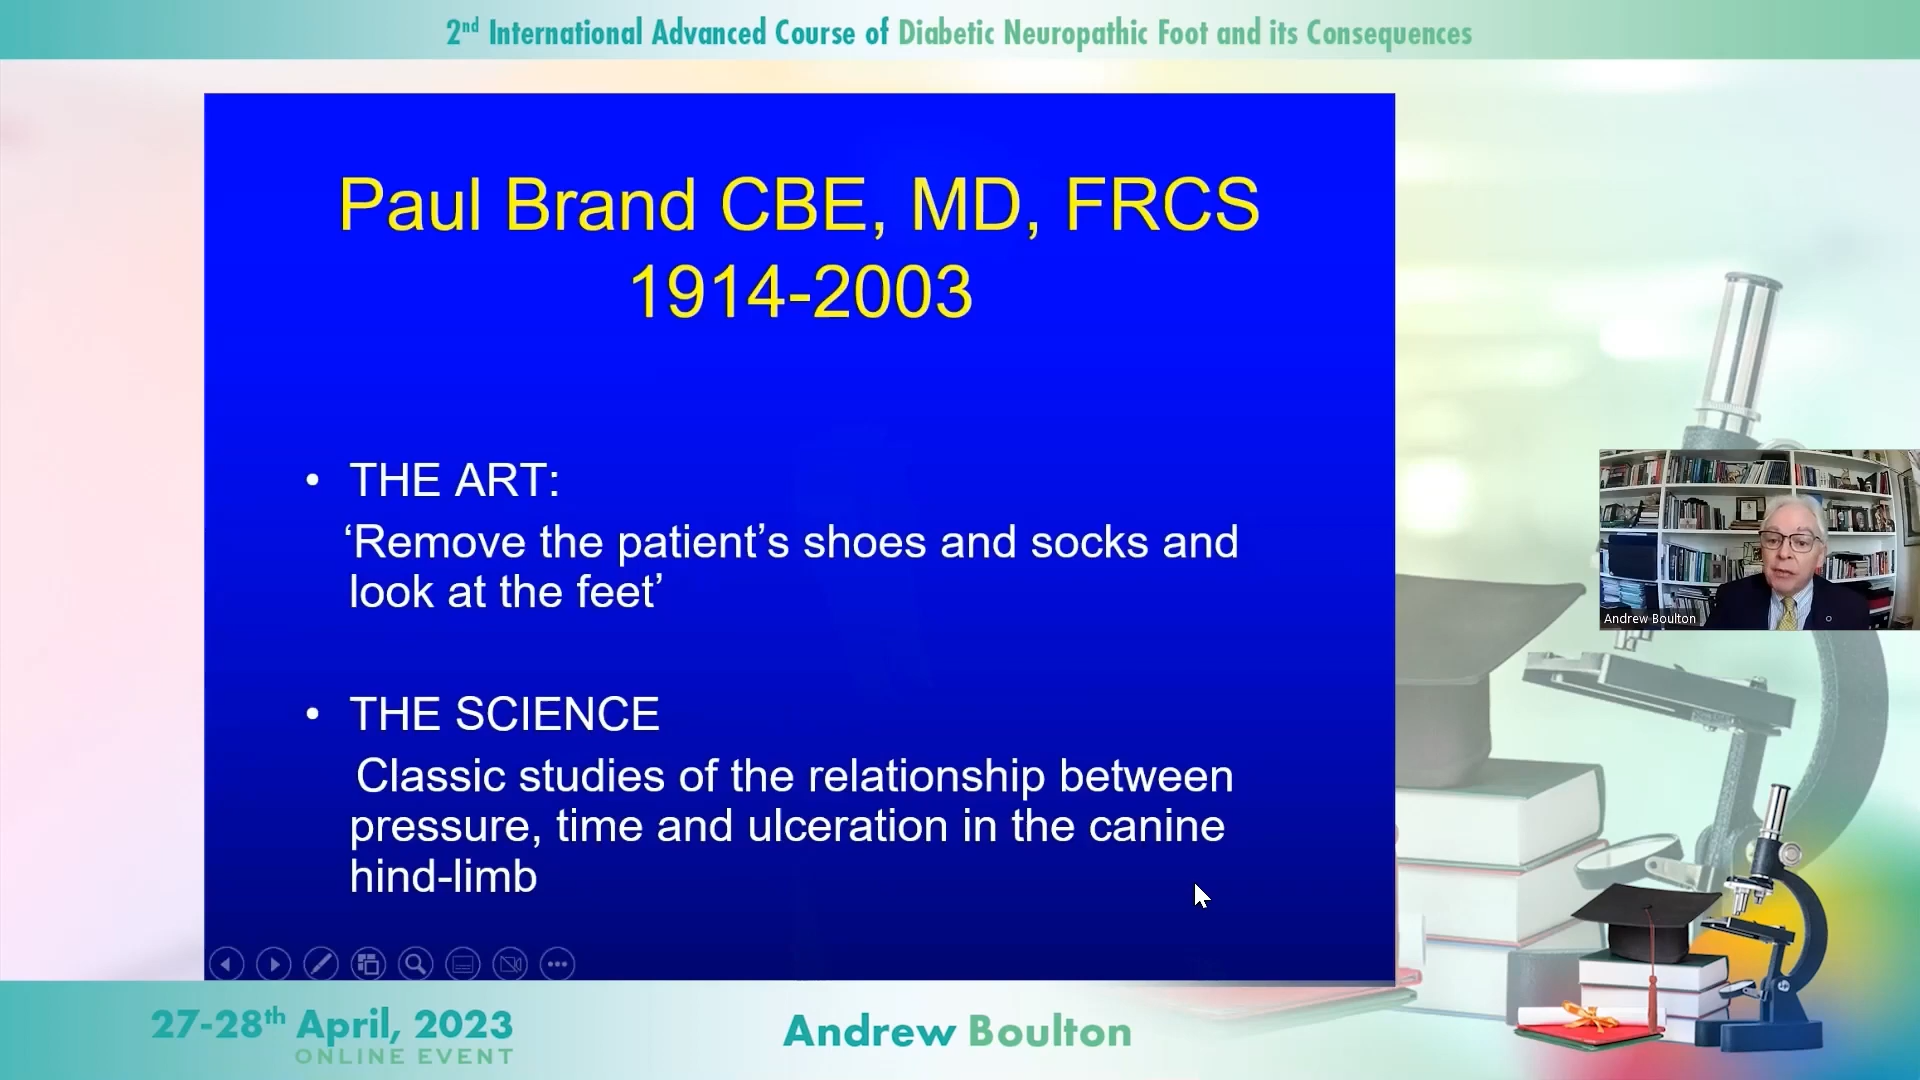 2nd International Advanced Course of Diabetic Neuropathic Foot and its Consequences
Paul Brand CBE, MD, FRCS
1914-2003
• THE ART:
‘Remove the patient’s shoes and socks and
look at the feet’
• THE SCIENCE
Classic studies of the relationship between
pressure, time and ulceration in the canine
hind-limb
Andrew Boulton
27-28th April, 2023
ONLINE EVENT
Andrew Boulton